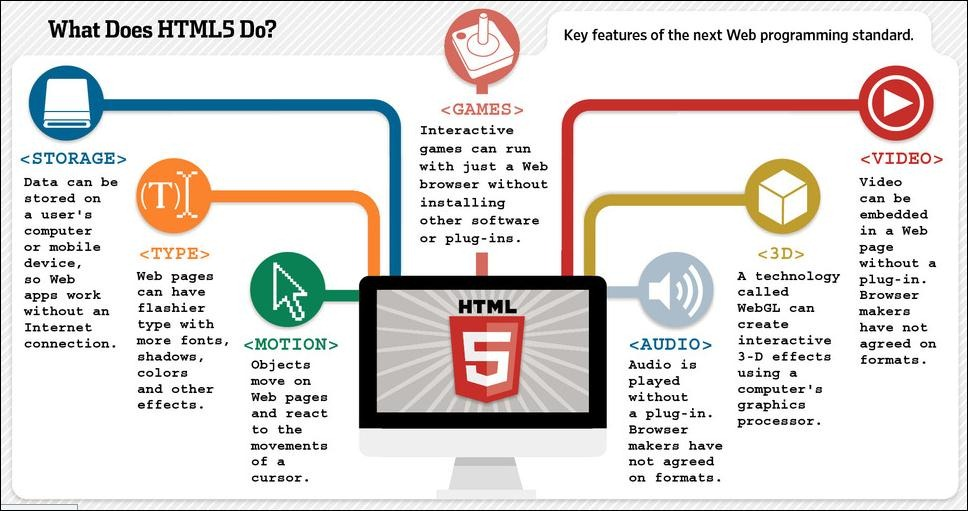 What Does HTML5 Do?
Key features of the next Web programming standard.
<STORAGE>
Data can be
stored on
a user's
computer
or mobile
device,
so Web
apps work
without an
Internet
connection.
(T)
<TYPE>
Web pages
can have
flashier
type with
more fonts,
shadows,
colors
and other
effects.
<MOTION>
Objects
move on
Web pages
and react
to the
movements
of a
cursor.
<GAMES>
Interactive
games can run
with just a Web
browser without
installing
other software
or plug-ins.
HTML
5
<AUDIO>
Audio is
played
without
a plug-in.
Browser
makers have
not agreed
on formats.
<3D>
A technology
called
WebGL can
create
interactive
3-D effects
using a
computer's
graphics
processor.
<VIDEO>
Video
can be
embedded
in a Web
page
without a
plug-in.
Browser
makers
have not
agreed on
formats.